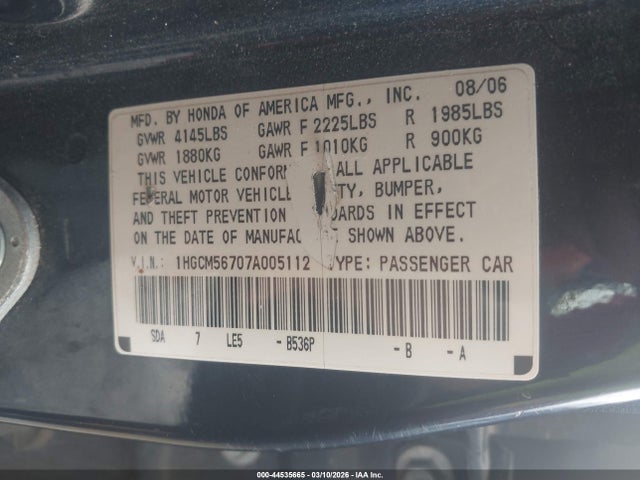 MFD. BY HONDA OF AMERICA MFG., INC. 08/06
GVWR 4145LBS GAWR F 2225LBS R 1985LBS
GVWR 1880KG GAWR F 1010KG R 900KG
THIS VEHICLE CONFOR ALL APPLICABLE
FEDERAL MOTOR VEHICLE TY, BUMPER,
AND THEFT PREVENTION ARDS IN EFFECT
ON THE DATE OF MANUFAC SHOWN ABOVE.
V.I.N.: 1HGCM56707A005112 TYPE: PASSENGER CAR
SDA 7 LE5 -B536P -B -A
000-44535665 - 03/10/2026 - IAA Inc.